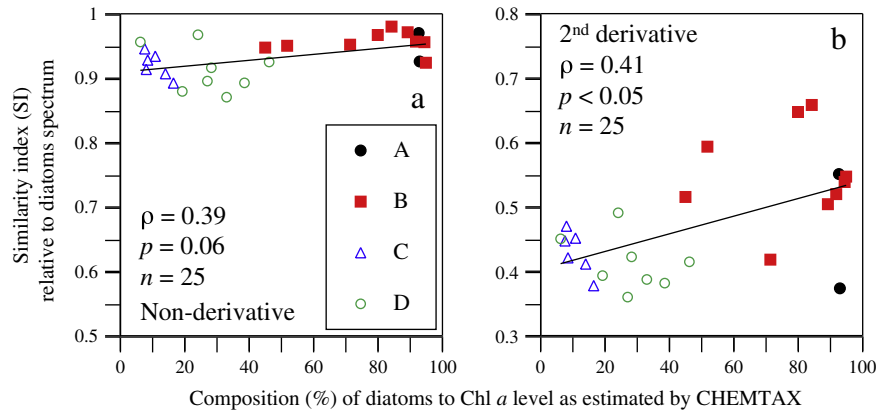 Similarity index (SI)
relative to diatoms spectrum
1
0.9
0.8
0.7
0.6
0.5
0 20 40 60 80 100
a
A
B
C
D
ρ = 0.39
p = 0.06
n = 25
Non-derivative
0.8
0.7
0.6
0.5
0.4
0.3
0 20 40 60 80 100
2nd derivative
b
ρ = 0.41
p < 0.05
n = 25
Composition (%) of diatoms to Chl a level as estimated by CHEMTAX